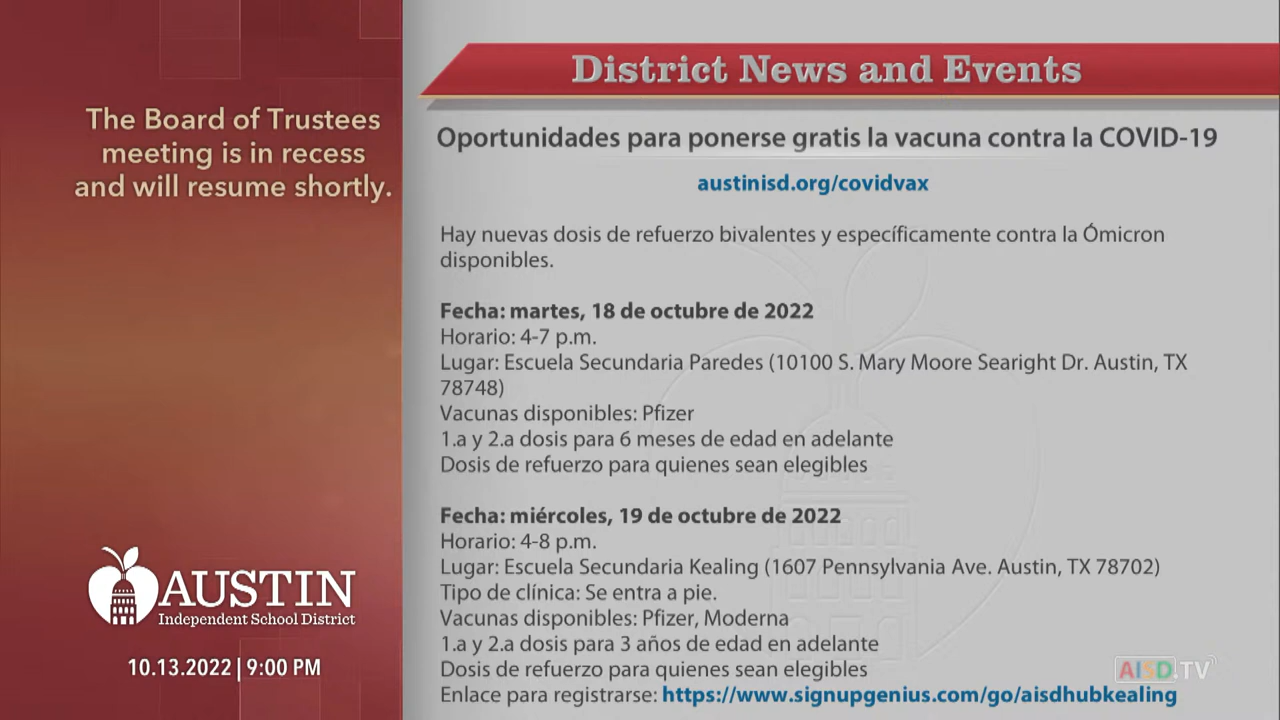 The Board of Trustees
meeting is in recess
and will resume shortly.
AUSTIN
Independent School District
10.13.2022 | 9:00 PM
District News and Events
Oportunidades para ponerse gratis la vacuna contra la COVID-19
austinisd.org/covidvax
Hay nuevas dosis de refuerzo bivalentes y específicamente contra la Ómicron
disponibles.
Fecha: martes, 18 de octubre de 2022
Horario: 4-7 p.m.
Lugar: Escuela Secundaria Paredes (10100 S. Mary Moore Searight Dr. Austin, TX
78748)
Vacunas disponibles: Pfizer
1.a y 2.a dosis para 6 meses de edad en adelante
Dosis de refuerzo para quienes sean elegibles
Fecha: miércoles, 19 de octubre de 2022
Horario: 4-8 p.m.
Lugar: Escuela Secundaria Kealing (1607 Pennsylvania Ave. Austin, TX 78702)
Tipo de clínica: Se entra a pie.
Vacunas disponibles: Pfizer, Moderna
1.a y 2.a dosis para 3 años de edad en adelante
Dosis de refuerzo para quienes sean elegibles
Enlace para registrarse: https://www.signupgenius.com/go/aisdhubkealing
AISD.TV